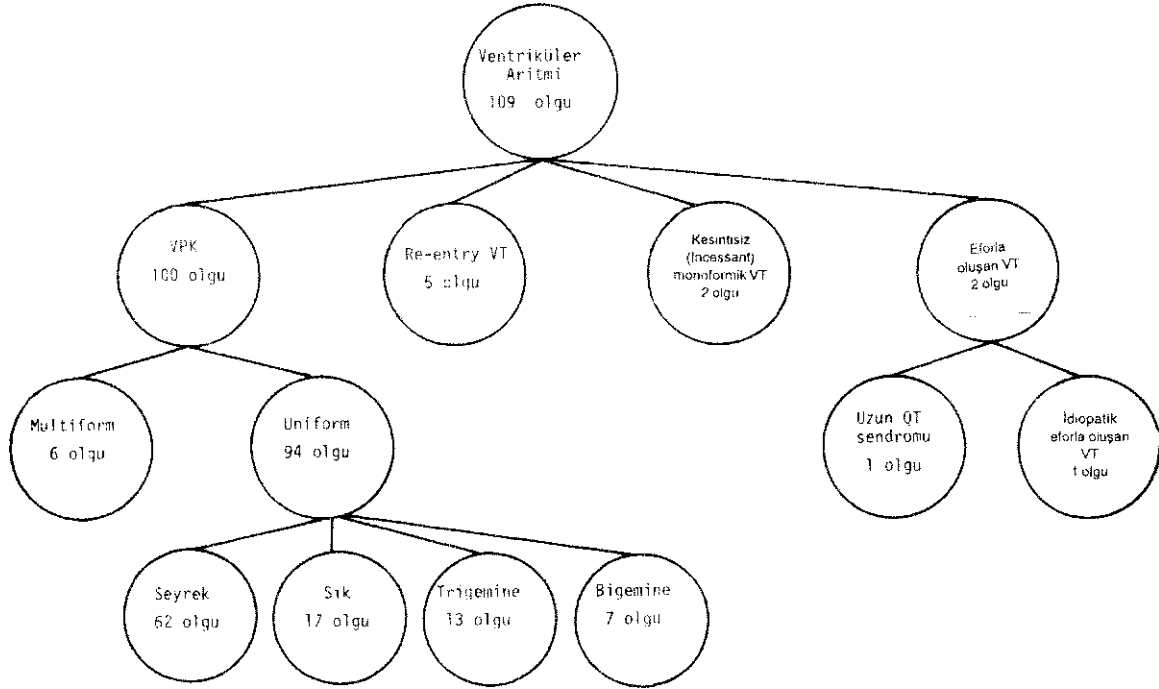 Ventriküler
Aritmi
109 olgu
VPK
100 olgu
Re-entry VT
5 olgu
Kesintisiz
(Incessant)
monoformik VT
2 olgu
Eforla
oluşan VT
2 olgu
Multiform
6 olgu
Uniform
94 olgu
Uzun QT
sendromu
1 olgu
İdiopatik
eforla oluşan
VT
1 olgu
Seyrek
62 olgu
Sık
17 olgu
Trigemine
13 olgu
Bigemine
7 olgu